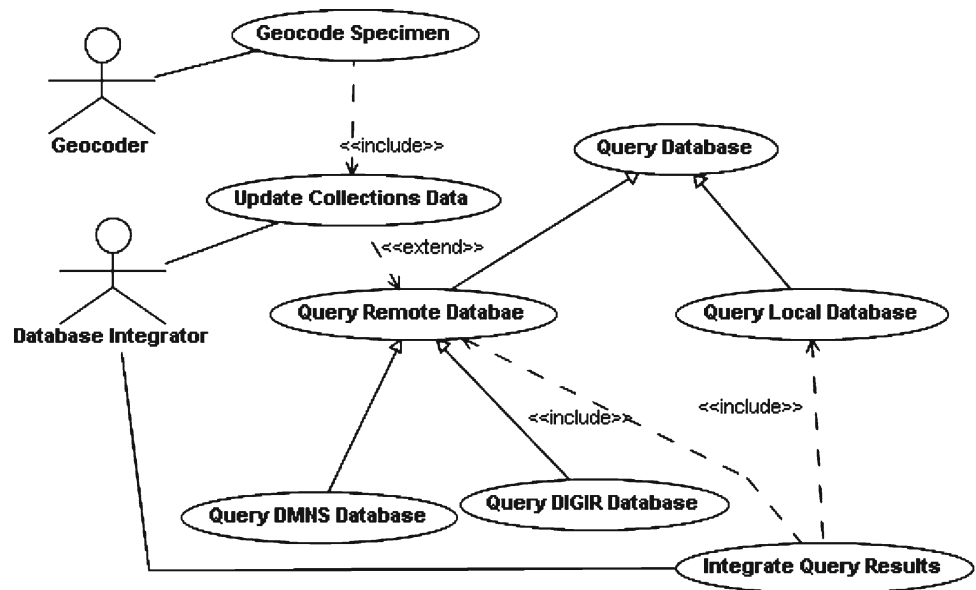 Geocode Specimen
Geocoder
<<include>>
Query Database
Update Collections Data
<<extend>>
Database Integrator
Query Remote Databae
Query Local Database
<<include>>
<<include>>
Query DMNS Database
Query DIGIR Database
Integrate Query Results